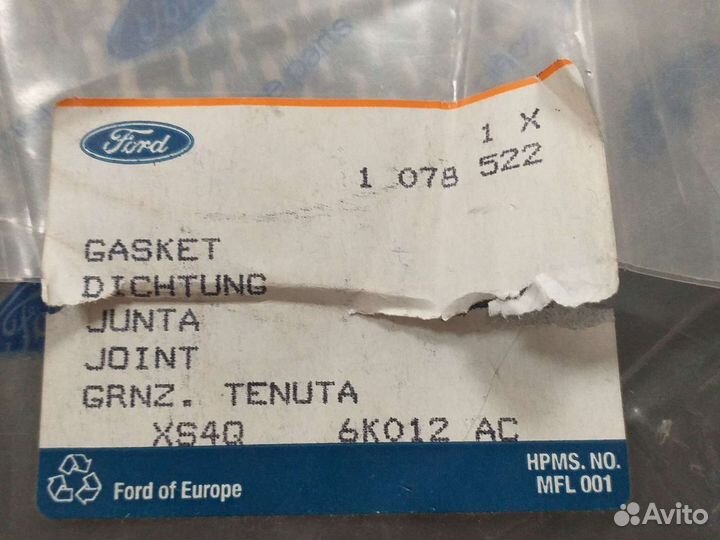 Ford
1 X
1 078 522
GASKET
DICHTUNG
JUNTA
JOINT
GRNZ. TENUTA
XS4Q 6K012 AC
Ford of Europe
HPMS. NO.
MFL 001
Avito